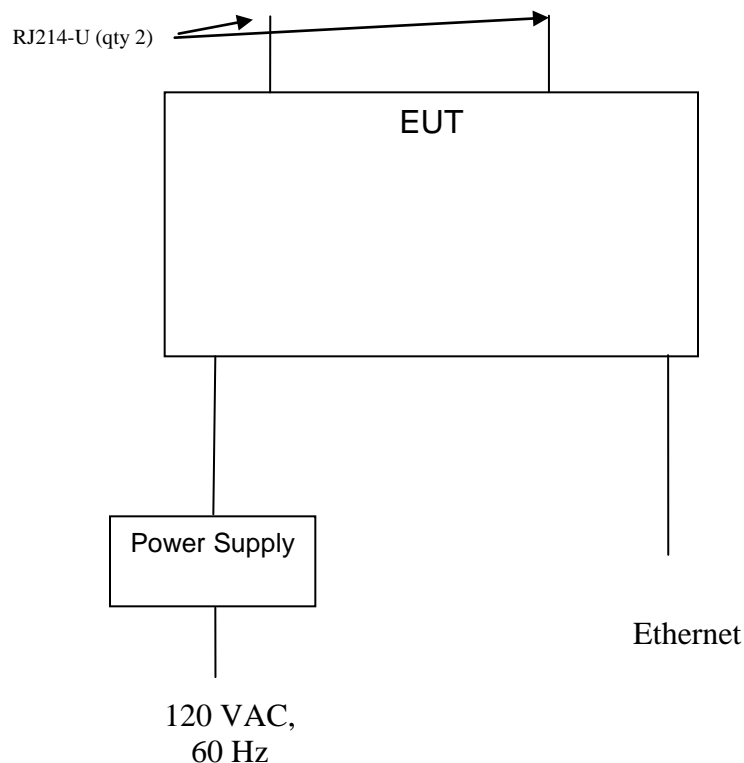 RJ214-U (qty 2)
EUT
Power Supply
Ethernet
120 VAC,
60 Hz